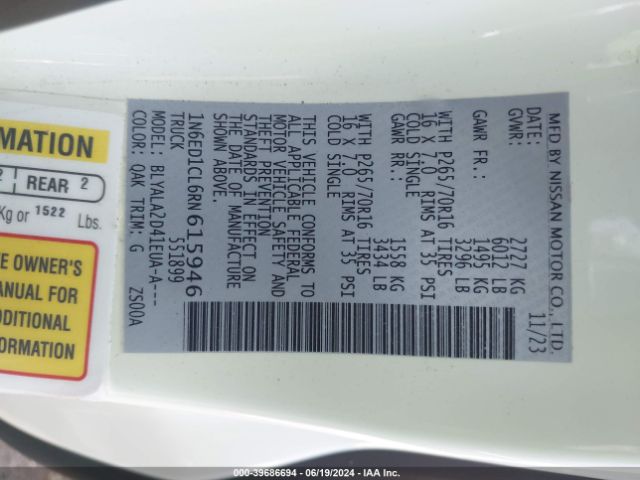 MFD BY NISSAN MOTOR CO., LTD.
DATE: 11/23
GVWR: 2727 KG
6012 LB
GAWR FR.: 1495 KG
3296 LB
WITH P265/70R16 TIRES
16 X 7.0 RIMS AT 35 PSI
COLD SINGLE
GAWR RR.: 1558 KG
3434 LB
WITH P265/70R16 TIRES
16 X 7.0 RIMS AT 35 PSI
COLD SINGLE
THIS VEHICLE CONFORMS TO
ALL APPLICABLE FEDERAL
MOTOR VEHICLE SAFETY AND
THEFT PREVENTION
STANDARDS IN EFFECT ON
THE DATE OF MANUFACTURE
SHOWN ABOVE.
1N6ED1CL6RN615946
TRUCK 551899
MODEL: BLYALA2D41EUA-A---
COLOR: QAK TRIM: G ZS00A
MATION
2 REAR 2
Kg or 1522 Lbs.
E OWNER'S
ANUAL FOR
DDITIONAL
FORMATION
000-39686694 - 06/19/2024 - IAA Inc.